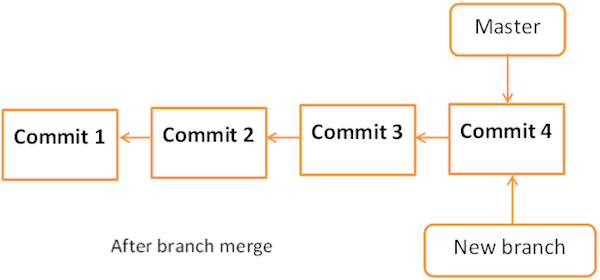 Master
Commit 1
Commit 2
Commit 3
Commit 4
After branch merge
New branch